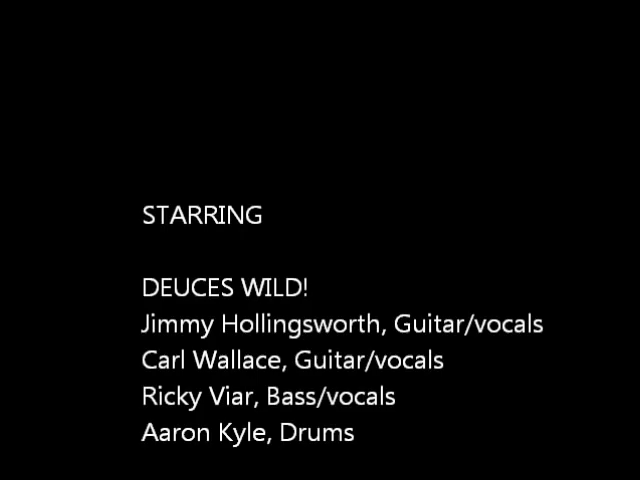 STARRING
DEUCES WILD!
Jimmy Hollingsworth, Guitar/vocals
Carl Wallace, Guitar/vocals
Ricky Viar, Bass/vocals
Aaron Kyle, Drums